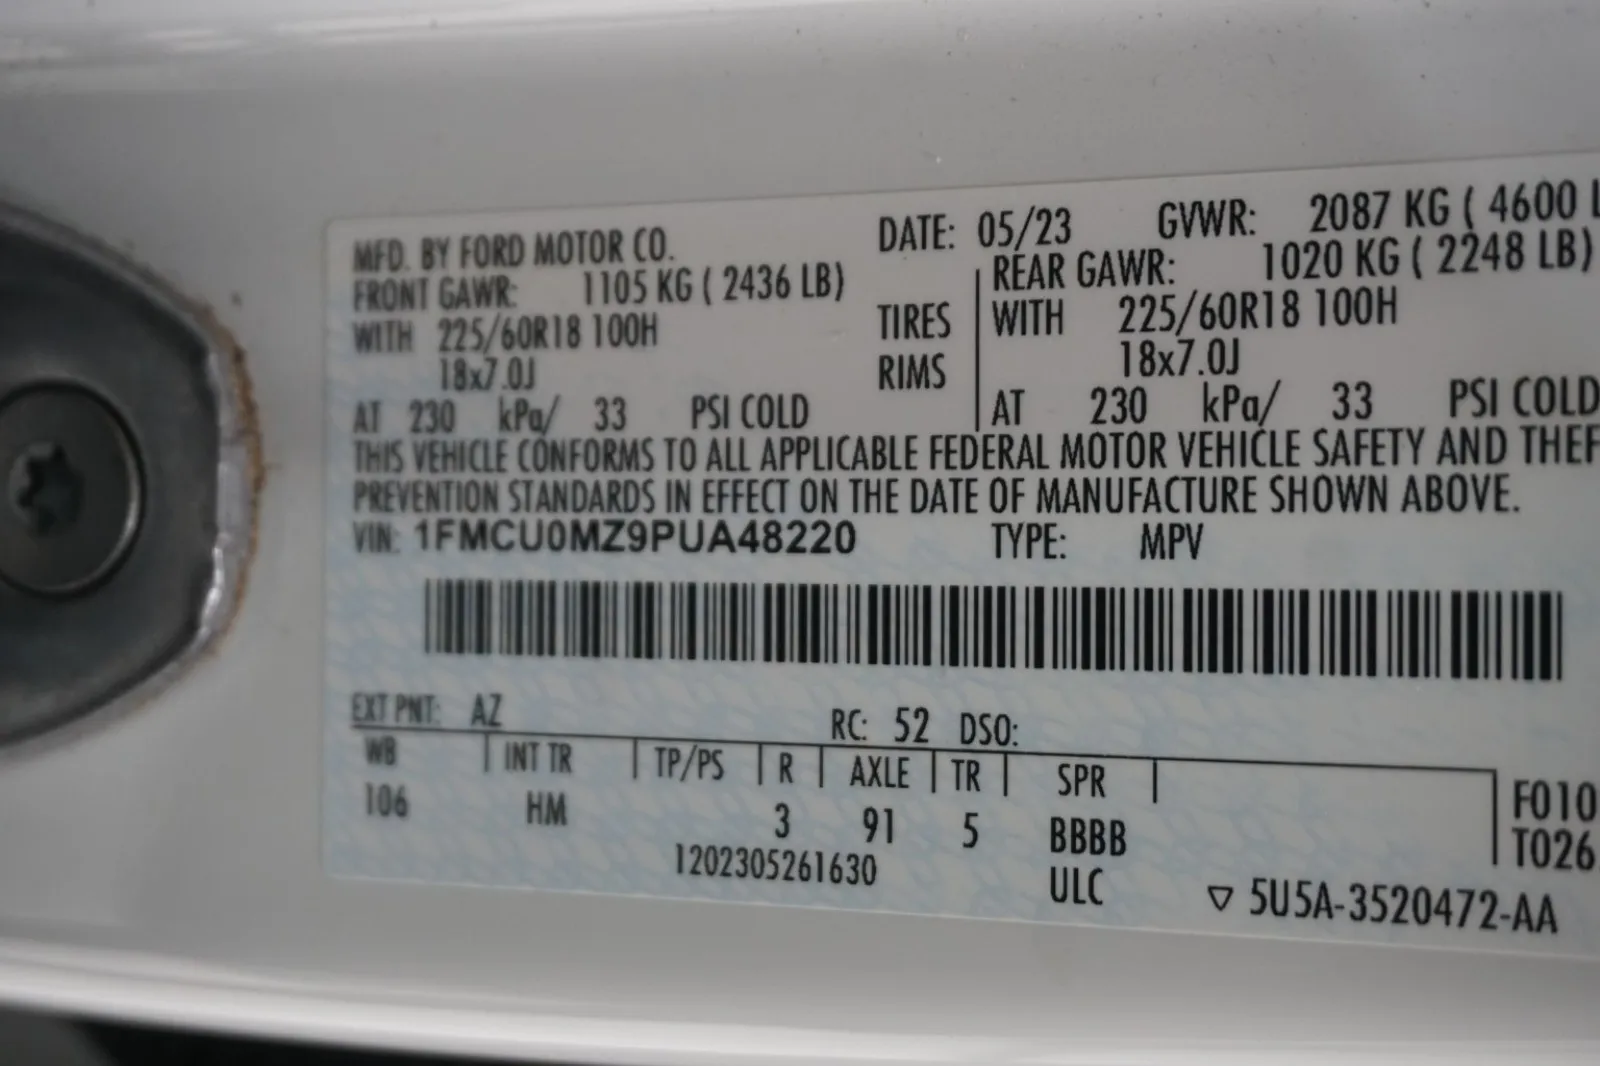 MFD. BY FORD MOTOR CO. DATE: 05/23 GVWR: 2087 KG ( 4600 L
FRONT GAWR: 1105 KG ( 2436 LB) REAR GAWR: 1020 KG ( 2248 LB)
WITH 225/60R18 100H TIRES WITH 225/60R18 100H
18x7.0J RIMS 18x7.0J
AT 230 kPa/ 33 PSI COLD AT 230 kPa/ 33 PSI COLD
THIS VEHICLE CONFORMS TO ALL APPLICABLE FEDERAL MOTOR VEHICLE SAFETY AND THEF
PREVENTION STANDARDS IN EFFECT ON THE DATE OF MANUFACTURE SHOWN ABOVE.
VIN: 1FMCU0MZ9PUA48220 TYPE: MPV
EXT PNT: AZ RC: 52 DSO:
WB INT TR TP/PS R AXLE TR SPR F010
106 HM 3 91 5 BBBB T026
1202305261630 ULC ▽ 5U5A-3520472-AA